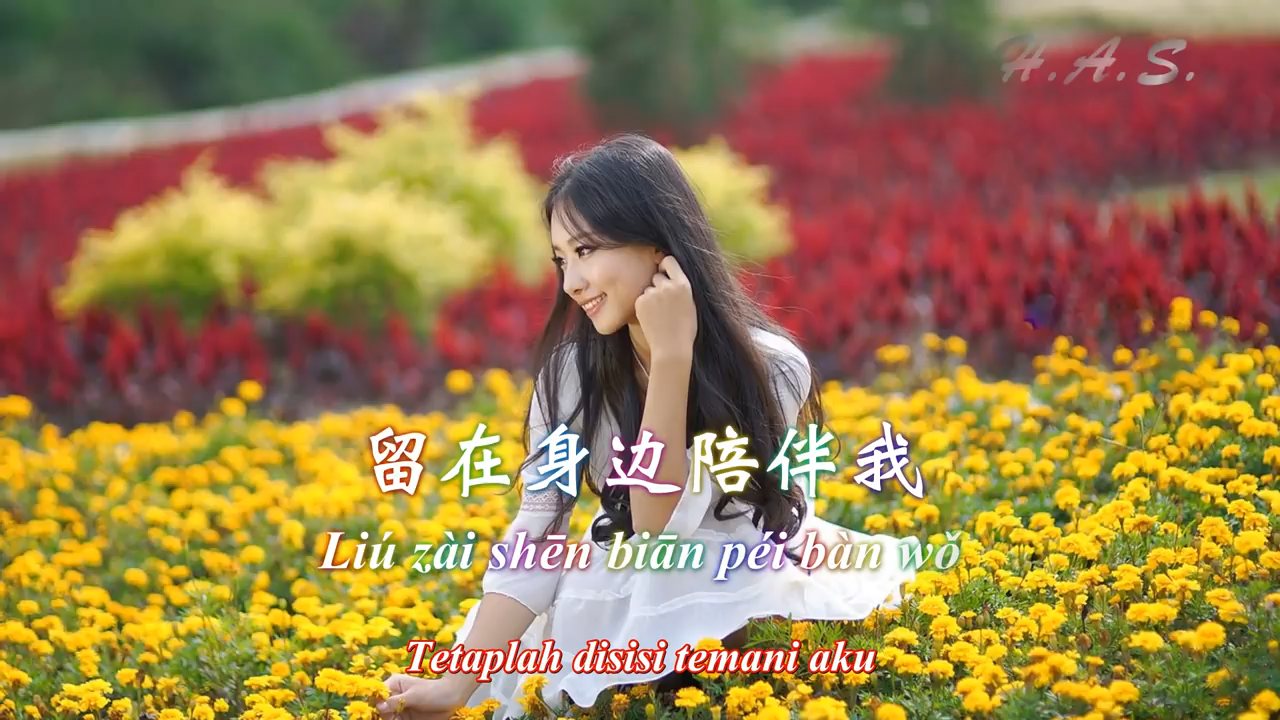 H.A.S.
留在身边陪伴我
Liú zài shēn biān péi bàn wǒ
Tetaplah disisi temani aku